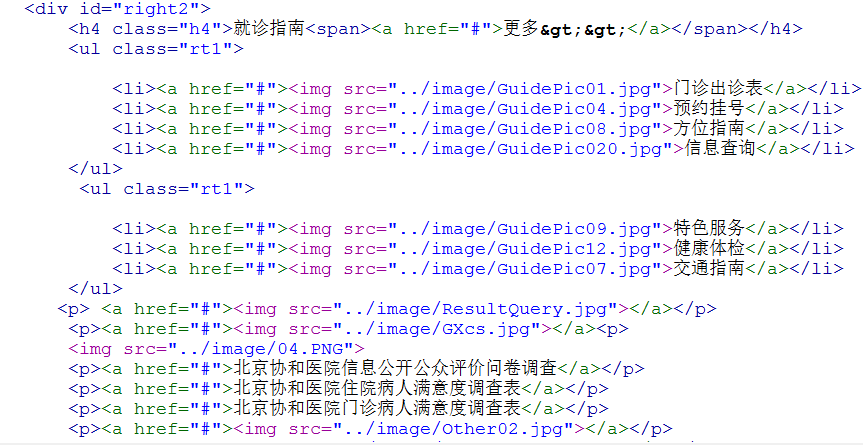 <div id="right2">
<h4 class="h4">就诊指南<span><a href="#">更多&gt;&gt;</a></span></h4>
<ul class="rt1">
<li><a href="#"><img src="../image/GuidePic01.jpg">门诊出诊表</a></li>
<li><a href="#"><img src="../image/GuidePic04.jpg">预约挂号</a></li>
<li><a href="#"><img src="../image/GuidePic08.jpg">方位指南</a></li>
<li><a href="#"><img src="../image/GuidePic020.jpg">信息查询</a></li>
</ul>
<ul class="rt1">
<li><a href="#"><img src="../image/GuidePic09.jpg">特色服务</a></li>
<li><a href="#"><img src="../image/GuidePic12.jpg">健康体检</a></li>
<li><a href="#"><img src="../image/GuidePic07.jpg">交通指南</a></li>
</ul>
<p> <a href="#"><img src="../image/ResultQuery.jpg"></a></p>
<p><a href="#"><img src="../image/GXcs.jpg"></a><p>
<img src="../image/04.PNG">
<p><a href="#">北京协和医院信息公开公众评价问卷调查</a></p>
<p><a href="#">北京协和医院住院病人满意度调查表</a></p>
<p><a href="#">北京协和医院门诊病人满意度调查表</a></p>
<p><a href="#"><img src="../image/Other02.jpg"></a></p>